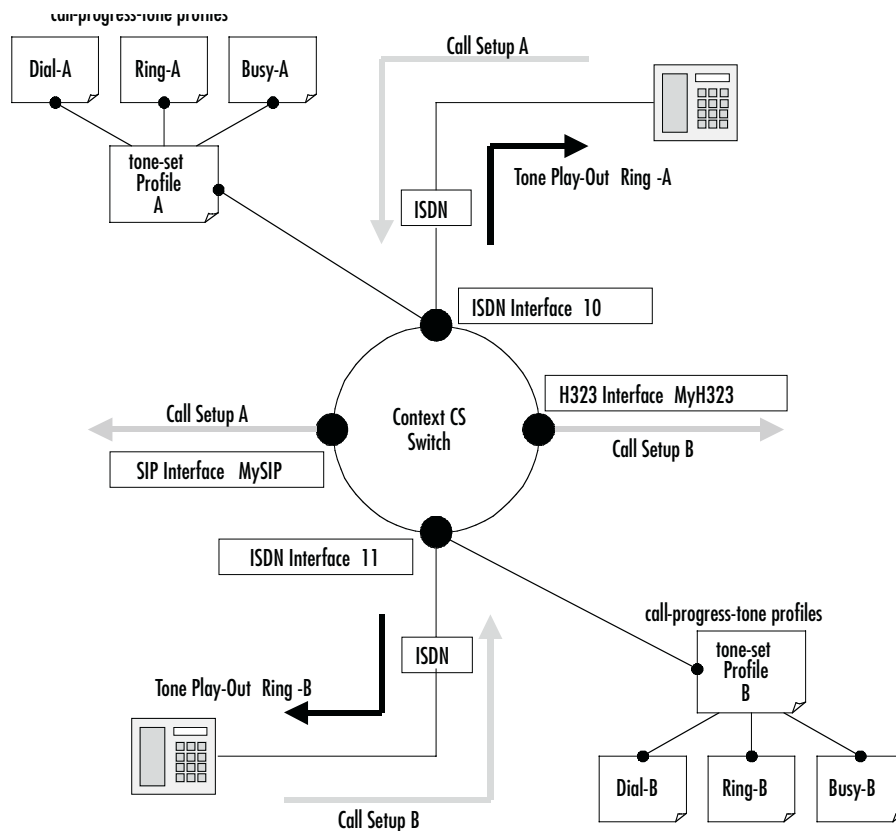 call-progress-tone profiles
Dial-A
Ring-A
Busy-A
tone-set
Profile
A
Call Setup A
Tone Play-Out Ring -A
ISDN
ISDN Interface 10
H323 Interface MyH323
Call Setup A
Context CS
Switch
Call Setup B
SIP Interface MySIP
ISDN Interface 11
call-progress-tone profiles
ISDN
tone-set
Profile
B
Tone Play-Out Ring -B
Dial-B
Ring-B
Busy-B
Call Setup B